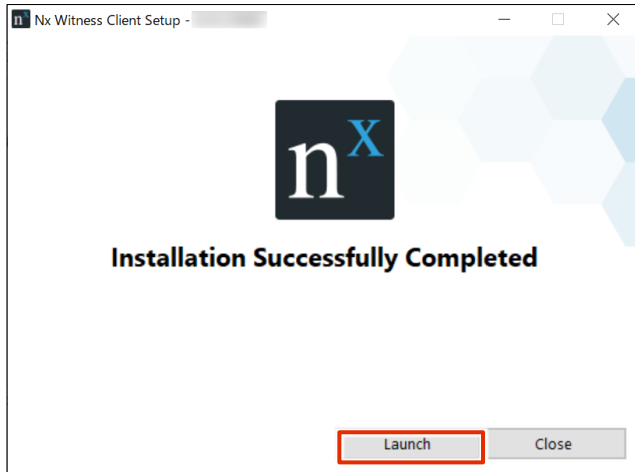 Nx Witness Client Setup -
nx
Installation Successfully Completed
Launch
Close